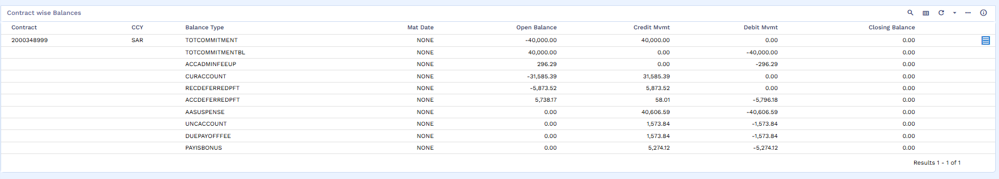 Contract wise Balances
Contract CCY Balance Type Mat Date Open Balance Credit Mvmt Debit Mvmt Closing Balance
2000348999 SAR TOTCOMMITMENT NONE -40,000.00 40,000.00 0.00 0.00
TOTCOMMITMENTBL NONE 40,000.00 0.00 -40,000.00 0.00
ACCADMINFEEUP NONE 296.29 0.00 -296.29 0.00
CURACCOUNT NONE -31,585.39 31,585.39 0.00 0.00
RECDEFERREDPFT NONE -5,873.52 5,873.52 0.00 0.00
ACCDEFERREDPFT NONE 5,738.17 58.01 -5,796.18 0.00
AASUSPENSE NONE 0.00 40,606.59 -40,606.59 0.00
UNCACCOUNT NONE 0.00 1,573.84 -1,573.84 0.00
DUEPAYOFFFEE NONE 0.00 1,573.84 -1,573.84 0.00
PAYISBONUS NONE 0.00 5,274.12 -5,274.12 0.00
Results 1 - 1 of 1